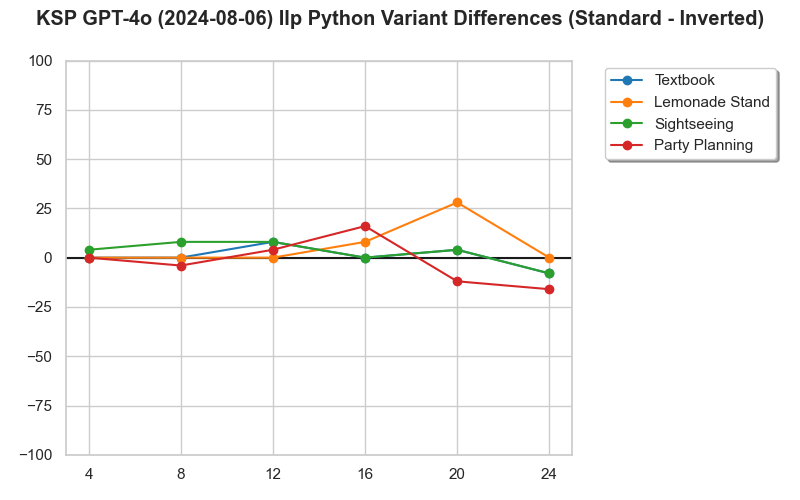 KSP GPT-4o (2024-08-06) Ilp Python Variant Differences (Standard - Inverted)
100
75
50
25
0
−25
−50
−75
−100
4 8 12 16 20 24
Textbook
Lemonade Stand
Sightseeing
Party Planning